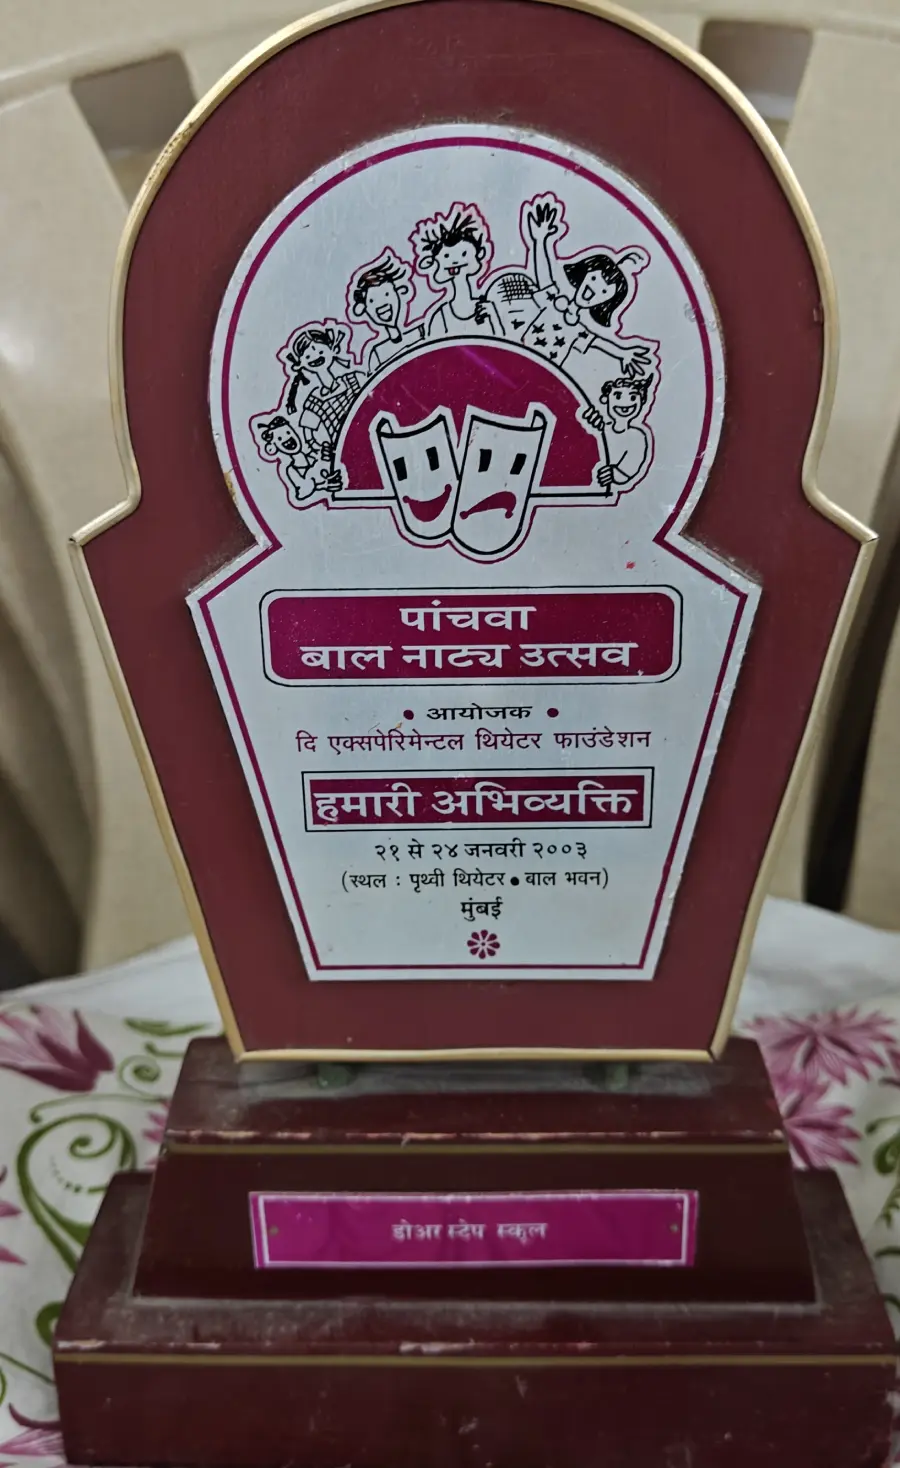 पांचवा
बाल नाट्य उत्सव
• आयोजक •
दि एक्सपेरिमेन्टल थियेटर फाउंडेशन
हमारी अभिव्यक्ति
२१ से २४ जनवरी २००३
(स्थल : पृथ्वी थियेटर • बाल भवन)
मुंबई
डोअर स्टेप स्कूल